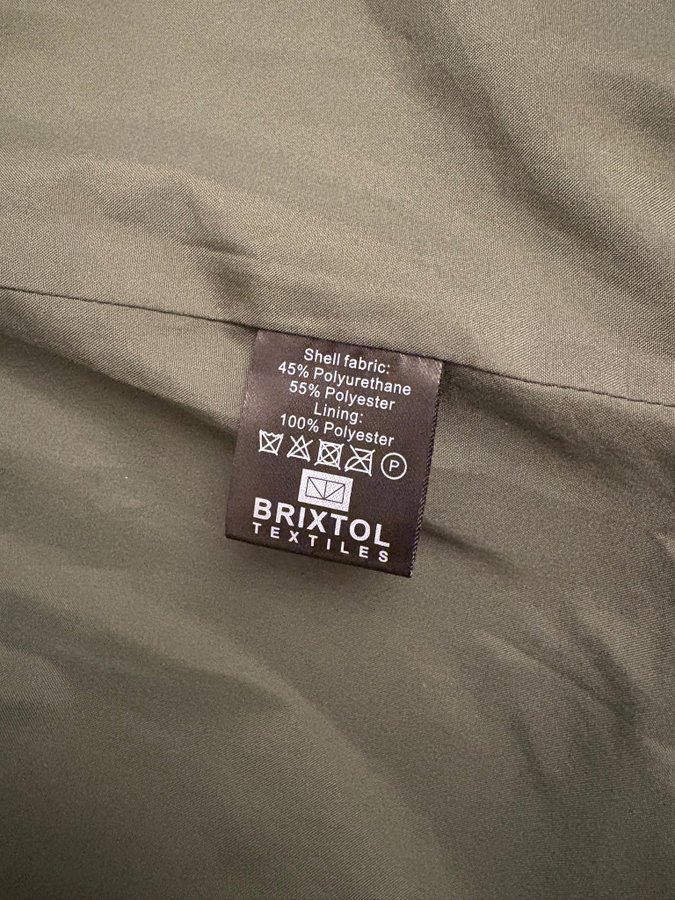 Shell fabric:
45% Polyurethane
55% Polyester
Lining:
100% Polyester
P
BRIXTOL
TEXTILES